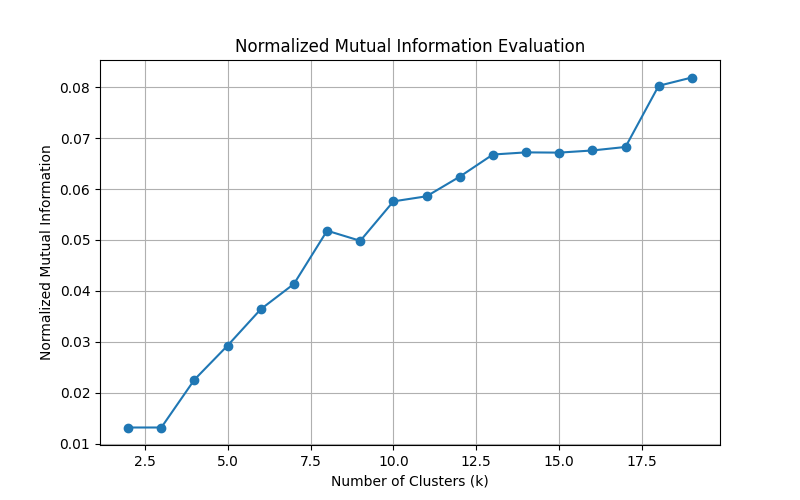 Normalized Mutual Information Evaluation
Normalized Mutual Information
0.08
0.07
0.06
0.05
0.04
0.03
0.02
0.01
2.5 5.0 7.5 10.0 12.5 15.0 17.5
Number of Clusters (k)